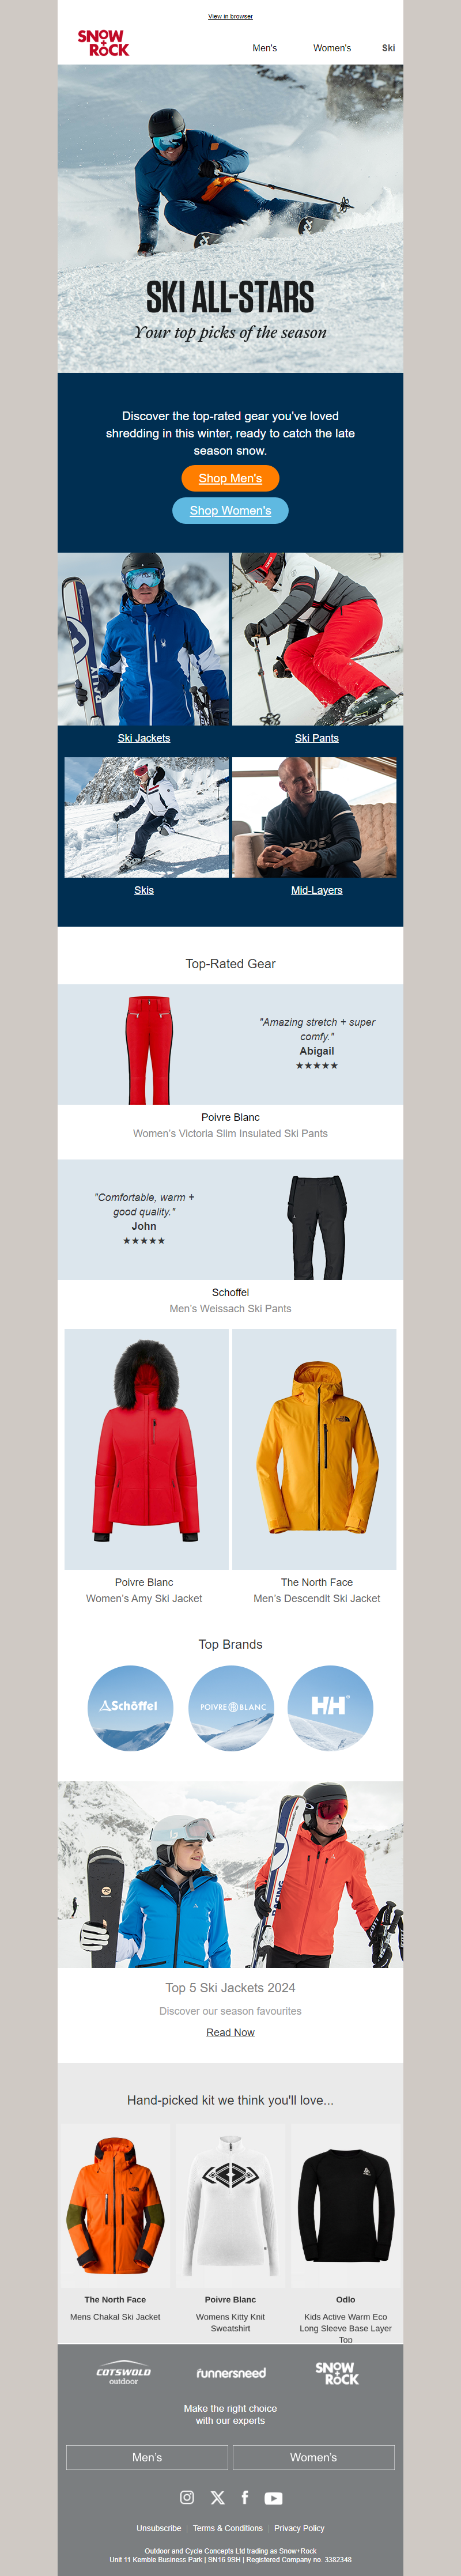 View in browser
SNOW
+
ROCK
Men's
Women's
Ski
SKI ALL-STARS
Your top picks of the season
Discover the top-rated gear you've loved
shredding in this winter, ready to catch the late
season snow.
Shop Men's
Shop Women's
Ski Jackets
Ski Pants
Skis
Mid-Layers
Top-Rated Gear
"Amazing stretch + super
comfy."
Abigail
★★★★★
Poivre Blanc
Women's Victoria Slim Insulated Ski Pants
"Comfortable, warm +
good quality."
John
★★★★★
Schoffel
Men's Weissach Ski Pants
Poivre Blanc
Women's Amy Ski Jacket
The North Face
Men's Descendit Ski Jacket
Top Brands
Schöffel
POIVRE BLANC
HH®
RACING
Top 5 Ski Jackets 2024
Discover our season favourites
Read Now
Hand-picked kit we think you'll love...
The North Face
Mens Chakal Ski Jacket
Poivre Blanc
Womens Kitty Knit
Sweatshirt
Odlo
Kids Active Warm Eco
Long Sleeve Base Layer
Top
COTSWOLD
outdoor
runnersneed
SNOW
+
ROCK
Make the right choice
with our experts
Men's
Women's
Unsubscribe | Terms & Conditions | Privacy Policy
Outdoor and Cycle Concepts Ltd trading as Snow+Rock
Unit 11 Kemble Business Park | SN16 9SH | Registered Company no. 3382348